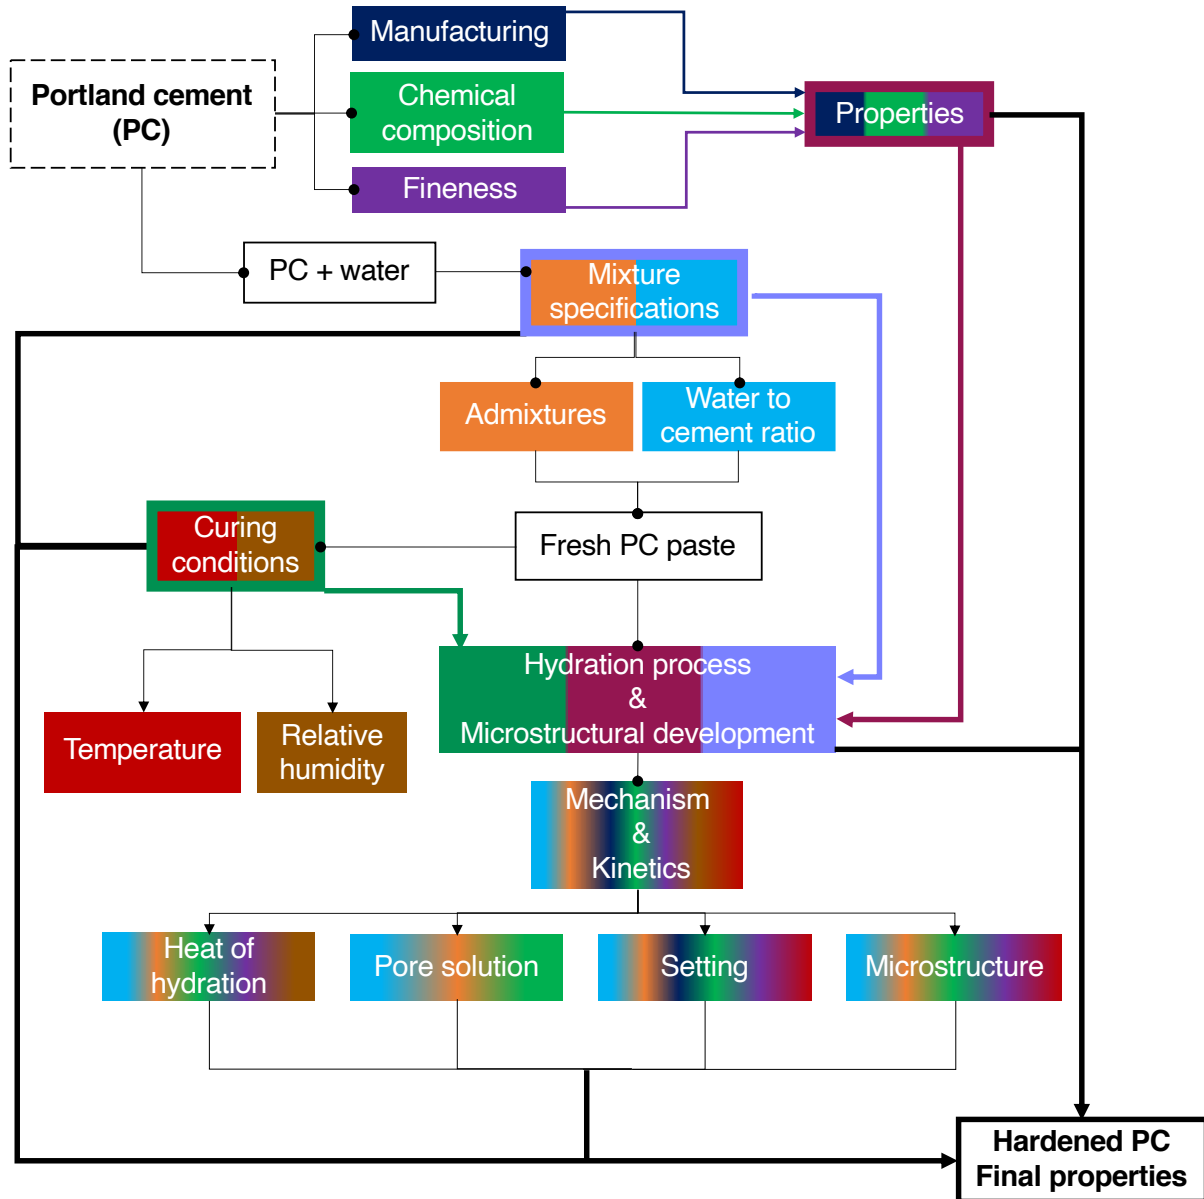 Manufacturing
Portland cement
(PC)
Chemical
composition
Properties
Fineness
PC + water
Mixture
specifications
Admixtures
Water to
cement ratio
Curing
conditions
Fresh PC paste
Hydration process
&
Microstructural development
Temperature
Relative
humidity
Mechanism
&
Kinetics
Heat of
hydration
Pore solution
Setting
Microstructure
Hardened PC
Final properties